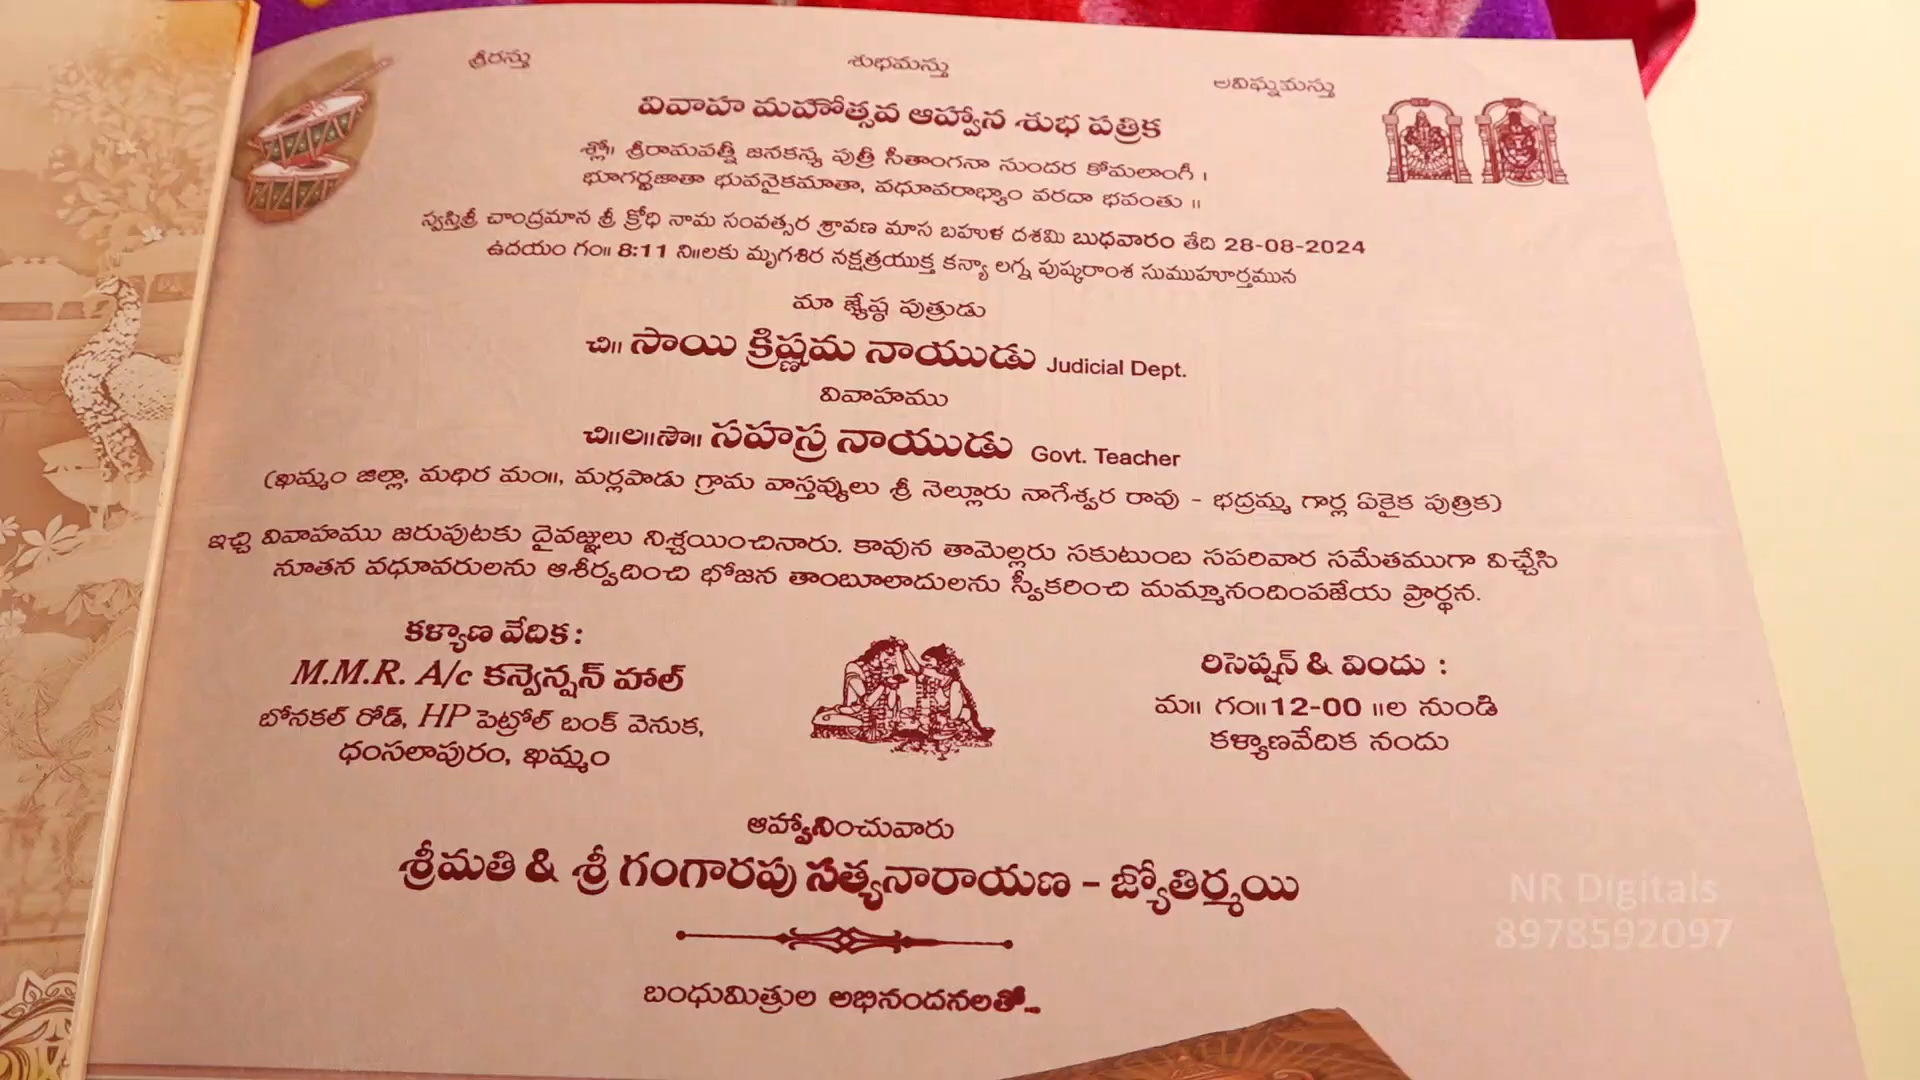 శ్రీరస్తు
శుభమస్తు
అవిఘ్నమస్తు
వివాహ మహోత్సవ ఆహ్వాన శుభ పత్రిక
శ్లో॥ శ్రీరామపత్నీ జనకస్య పుత్రీ సీతాంగనా సుందర కోమలాంగీ ।
భూగర్భజాతా భువనైకమాతా, వధూవరాభ్యాం వరదా భవంతు ॥
స్వస్తిశ్రీ చాంద్రమాన శ్రీ క్రోధి నామ సంవత్సర శ్రావణ మాస బహుళ దశమి బుధవారం తేది 28-08-2024
ఉదయం గం॥ 8:11 ని॥లకు మృగశిర నక్షత్రయుక్త కన్యా లగ్న పుష్కరాంశ సుముహూర్తమున
మా జ్యేష్ఠ పుత్రుడు
చి॥ సాయి క్రిష్ణమ నాయుడు Judicial Dept.
వివాహము
చి॥ల॥సౌ॥ సహస్ర నాయుడు Govt. Teacher
(ఖమ్మం జిల్లా, మధిర మం॥, మర్లపాడు గ్రామ వాస్తవ్యులు శ్రీ నెల్లూరు నాగేశ్వర రావు - భద్రమ్మ గార్ల ఏకైక పుత్రిక)
ఇచ్చి వివాహము జరుపుటకు దైవజ్ఞులు నిశ్చయించినారు. కావున తామెల్లరు సకుటుంబ సపరివార సమేతముగా విచ్చేసి
నూతన వధూవరులను ఆశీర్వదించి భోజన తాంబూలాదులను స్వీకరించి మమ్మానందింపజేయ ప్రార్థన.
కళ్యాణ వేదిక :
M.M.R. A/c కన్వెన్షన్ హాల్
బోనకల్ రోడ్, HP పెట్రోల్ బంక్ వెనుక,
ధంసలాపురం, ఖమ్మం
రిసెప్షన్ & విందు :
మ॥ గం॥ 12-00 ॥ల నుండి
కళ్యాణవేదిక నందు
ఆహ్వానించువారు
శ్రీమతి & శ్రీ గంగారపు సత్యనారాయణ - జ్యోతిర్మయి
బంధుమిత్రుల అభినందనలతో...
NR Digitals
8978592097